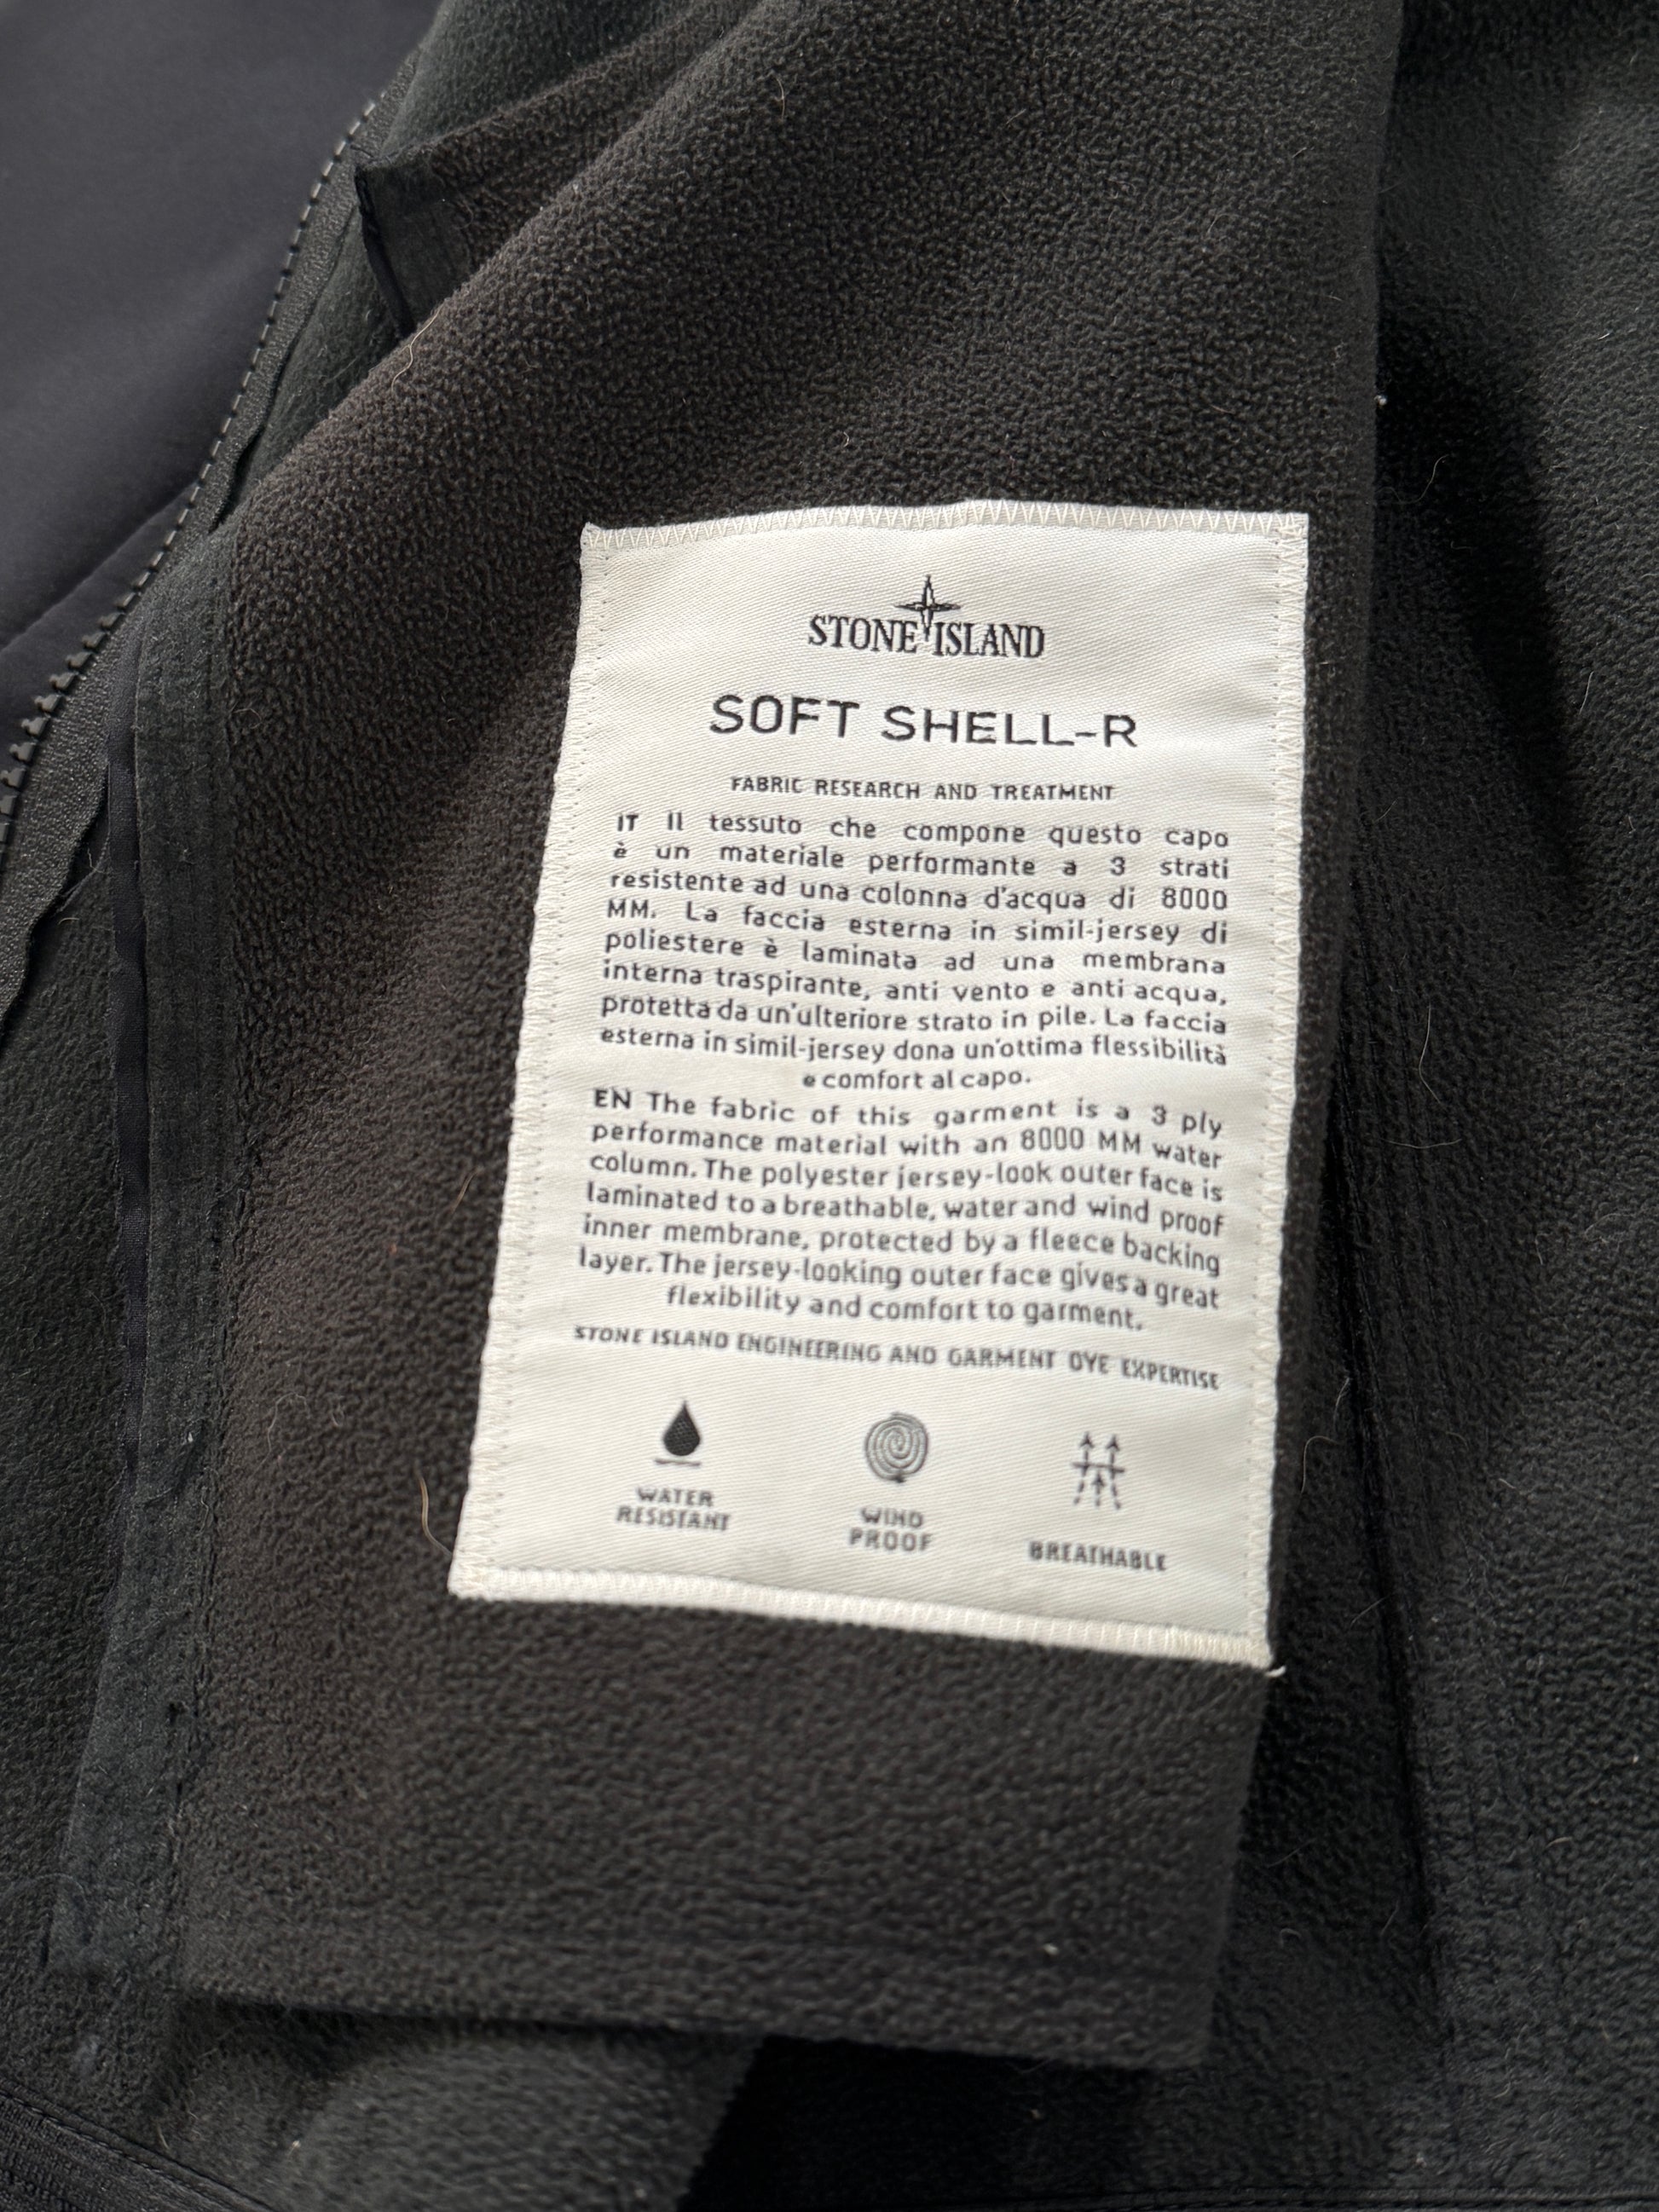 STONE ISLAND
SOFT SHELL-R
FABRIC RESEARCH AND TREATMENT
IT Il tessuto che compone questo capo
è un materiale performante a 3 strati
resistente ad una colonna d'acqua di 8000
MM. La faccia esterna in simil-jersey di
poliestere è laminata ad una membrana
interna traspirante, anti vento e anti acqua,
protetta da un'ulteriore strato in pile. La faccia
esterna in simil-jersey dona un'ottima flessibilità
e comfort al capo.
EN The fabric of this garment is a 3 ply
performance material with an 8000 MM water
column. The polyester jersey-look outer face is
laminated to a breathable, water and wind proof
inner membrane, protected by a fleece backing
layer. The jersey-looking outer face gives a great
flexibility and comfort to garment.
STONE ISLAND ENGINEERING AND GARMENT DYE EXPERTISE
WATER
RESISTANT
WIND
PROOF
BREATHABLE